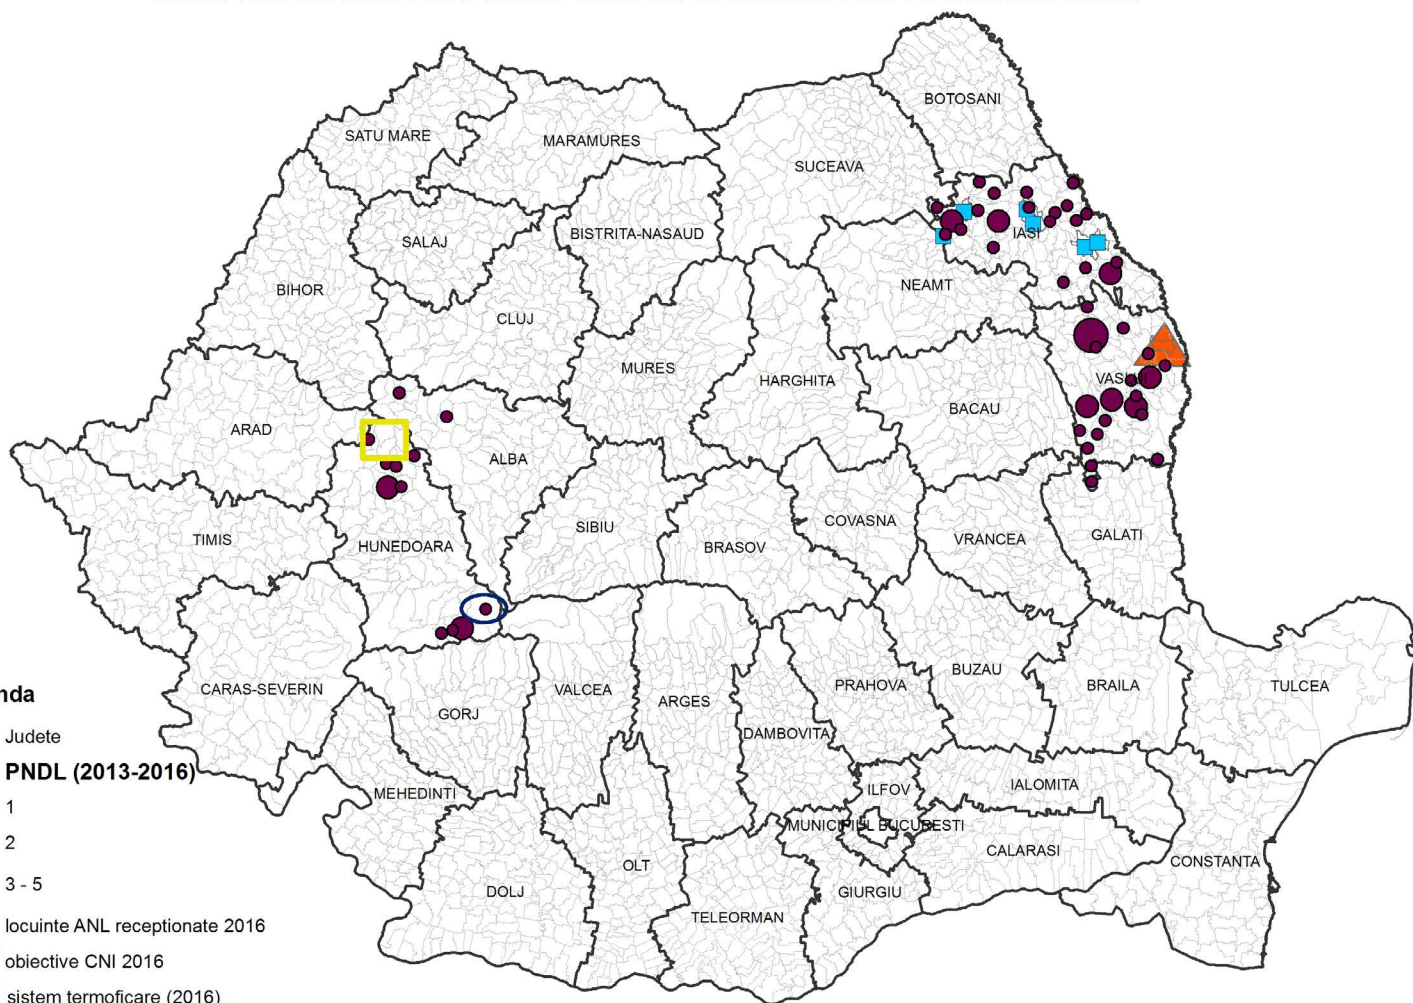 BOTOSANI
SATU MARE
MARAMURES
SUCEAVA
SALAJ
BISTRITA-NASAUD
IASI
BIHOR
NEAMT
CLUJ
MURES
HARGHITA
VASLUI
BACAU
ARAD
ALBA
SIBIU
COVASNA
TIMIS
HUNEDOARA
BRASOV
VRANCEA
GALATI
CARAS-SEVERIN
GORJ
VALCEA
ARGES
PRAHOVA
BUZAU
BRAILA
TULCEA
DAMBOVITA
MEHEDINTI
ILFOV
IALOMITA
MUNICIPIUL BUCURESTI
CALARASI
CONSTANTA
OLT
DOLJ
GIURGIU
TELEORMAN
nda
Judete
PNDL (2013-2016)
1
2
3 - 5
locuinte ANL receptionate 2016
obiective CNI 2016
sistem termoficare (2016)